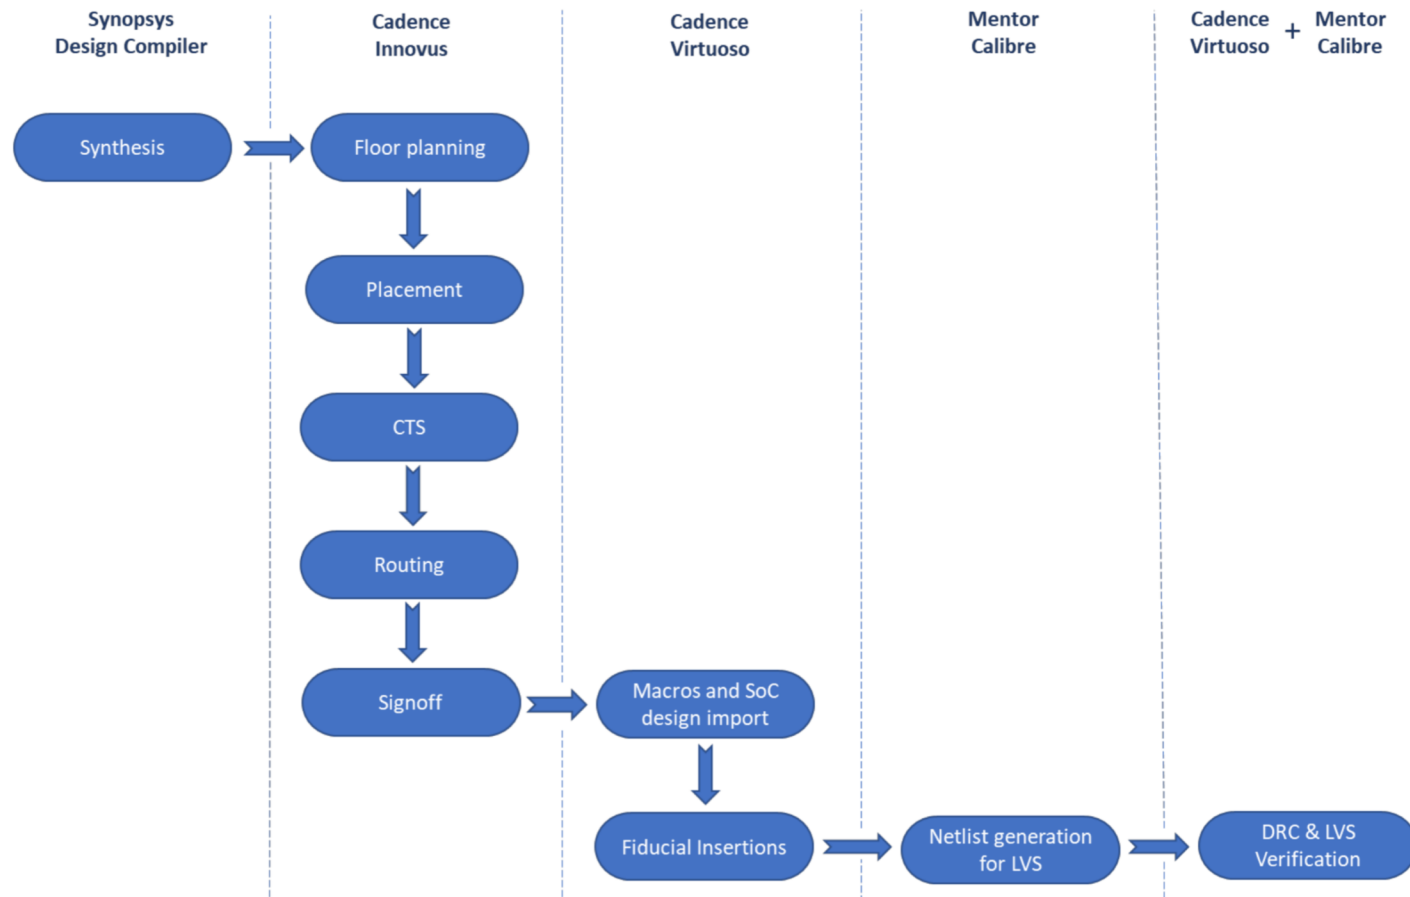 Synopsys
Design Compiler
Cadence
Innovus
Cadence
Virtuoso
Mentor
Calibre
Cadence
Virtuoso
+
Mentor
Calibre
Synthesis
Floor planning
Placement
CTS
Routing
Signoff
Macros and SoC
design import
Fiducial Insertions
Netlist generation
for LVS
DRC & LVS
Verification